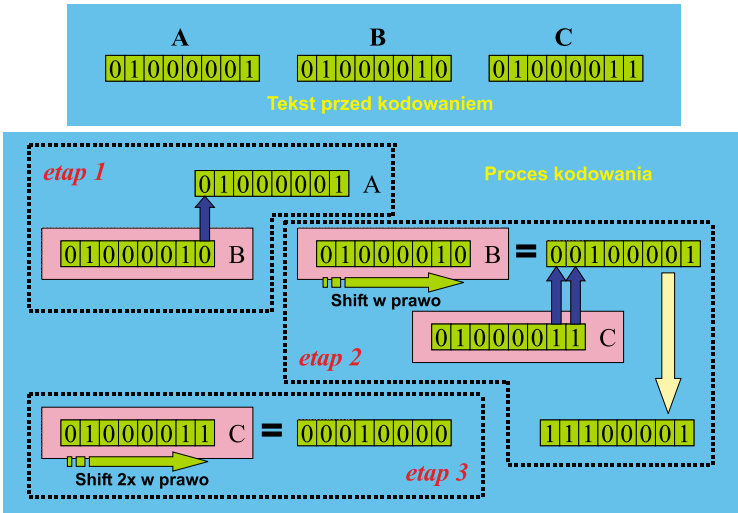 A B C
01000001 01000010 01000011
Tekst przed kodowaniem
etap 1
Proces kodowania
01000001 A
01000010 B
01000010 B = 00100001
Shift w prawo
01000011 C
etap 2
01000011 C = 00010000
11100001
Shift 2x w prawo
etap 3